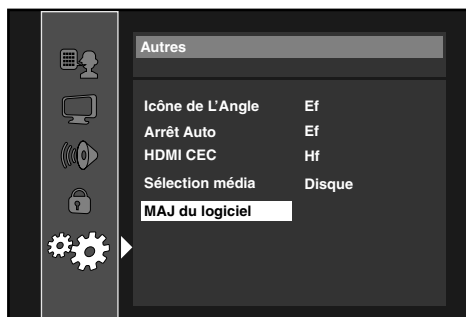 Autres
Icône de L'Angle Ef
Arrêt Auto Ef
HDMI CEC Hf
Sélection média Disque
MAJ du logiciel